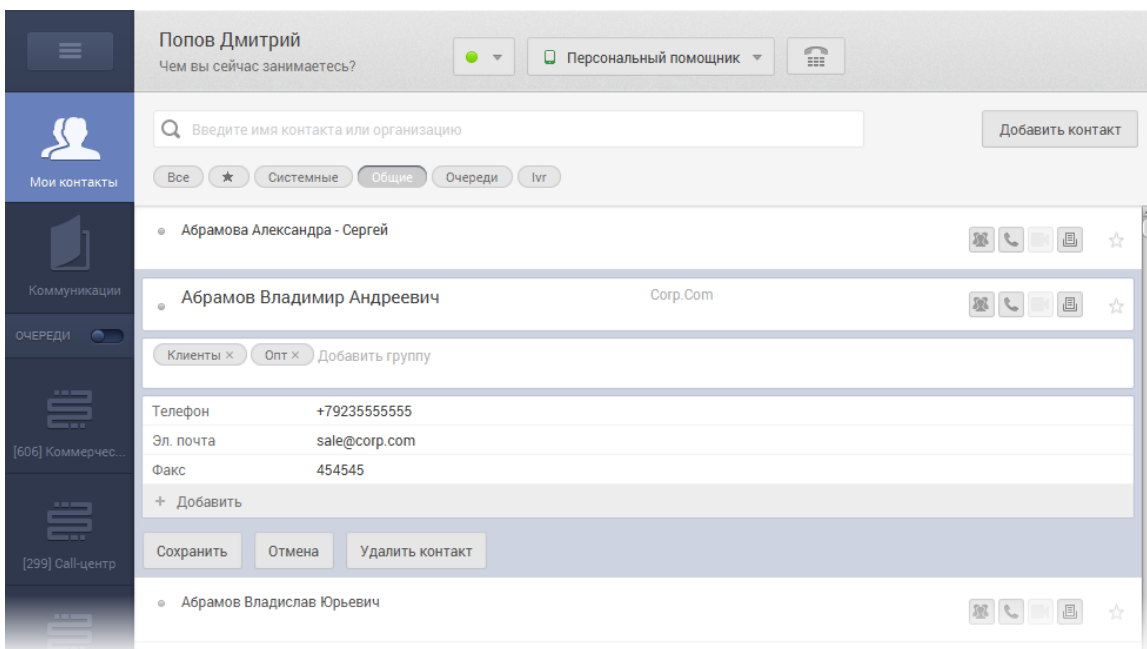 Попов Дмитрий
Чем вы сейчас занимаетесь?
Персональный помощник
Мои контакты
Введите имя контакта или организацию
Добавить контакт
Все
Системные
Общие
Очереди
Ivr
Коммуникации
ОЧЕРЕДИ
[606] Коммерчес...
[299] Call-центр
Абрамова Александра - Сергей
Абрамов Владимир Андреевич
Corp.Com
Клиенты ×
Опт ×
Добавить группу
Телефон +79235555555
Эл. почта sale@corp.com
Факс 454545
+ Добавить
Сохранить
Отмена
Удалить контакт
Абрамов Владислав Юрьевич